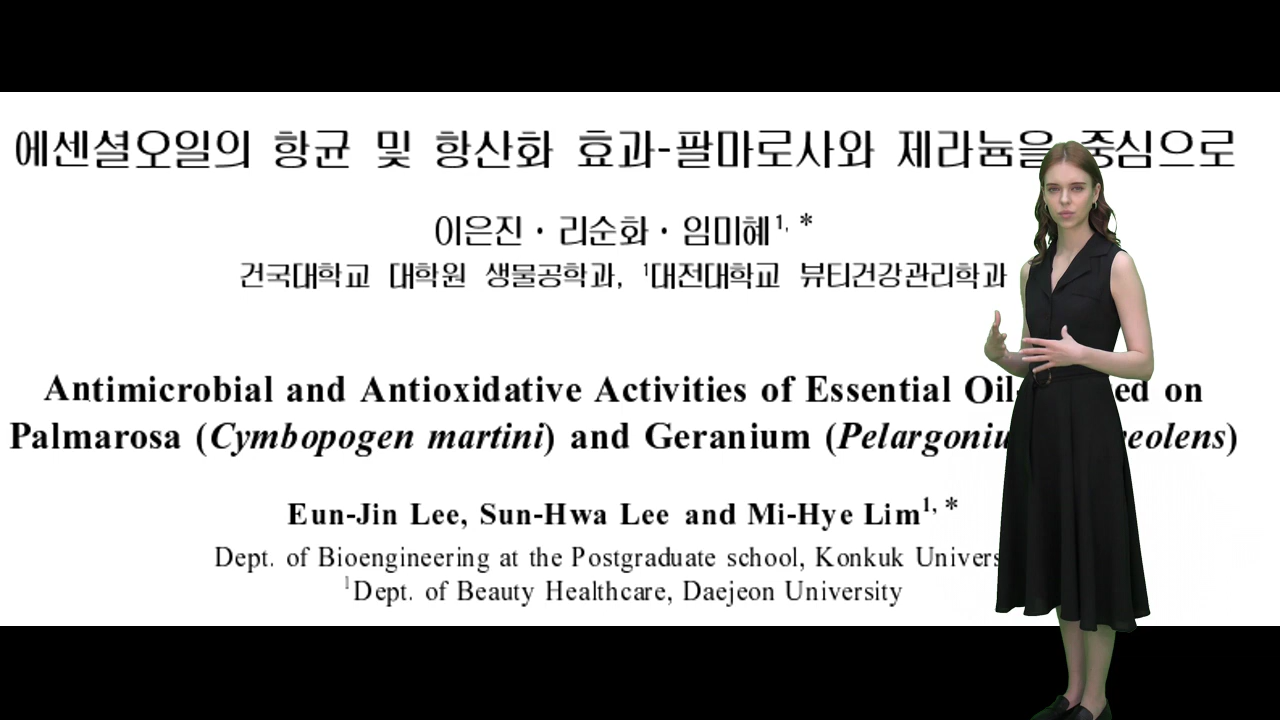 에센셜오일의 항균 및 항산화 효과-팔마로사와 제라늄을 중심으로
이은진·리순화·임미혜1, *
건국대학교 대학원 생물공학과, 1대전대학교 뷰티건강관리학과
Antimicrobial and Antioxidative Activities of Essential on
Palmarosa (Cymbopogen martini) and Geranium
Eun-Jin Lee, Sun-Hwa Lee and Mi-Hye Lim1, *
Dept. of Bioengineering at the Postgraduate school, Konkuk
1Dept. of Beauty Healthcare, Daejeon University